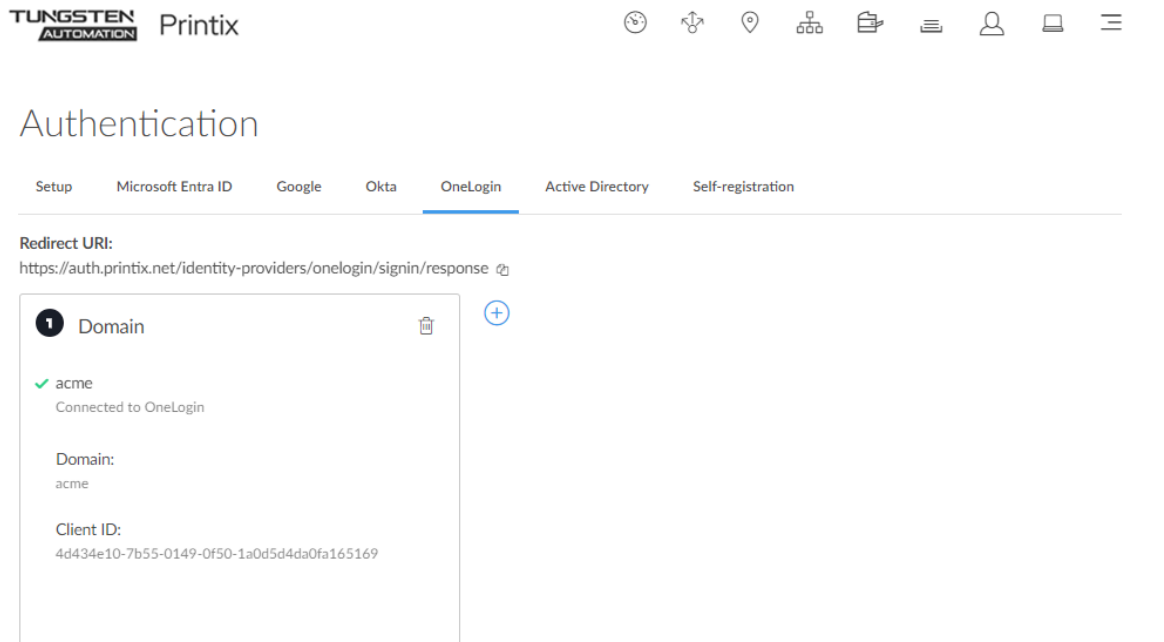 TUNGSTEN
AUTOMATION
Printix
Authentication
Setup Microsoft Entra ID Google Okta OneLogin Active Directory Self-registration
Redirect URI:
https://auth.printix.net/identity-providers/onelogin/signin/response
1 Domain
acme
Connected to OneLogin
Domain:
acme
Client ID:
4d434e10-7b55-0149-0f50-1a0d5d4da0fa165169